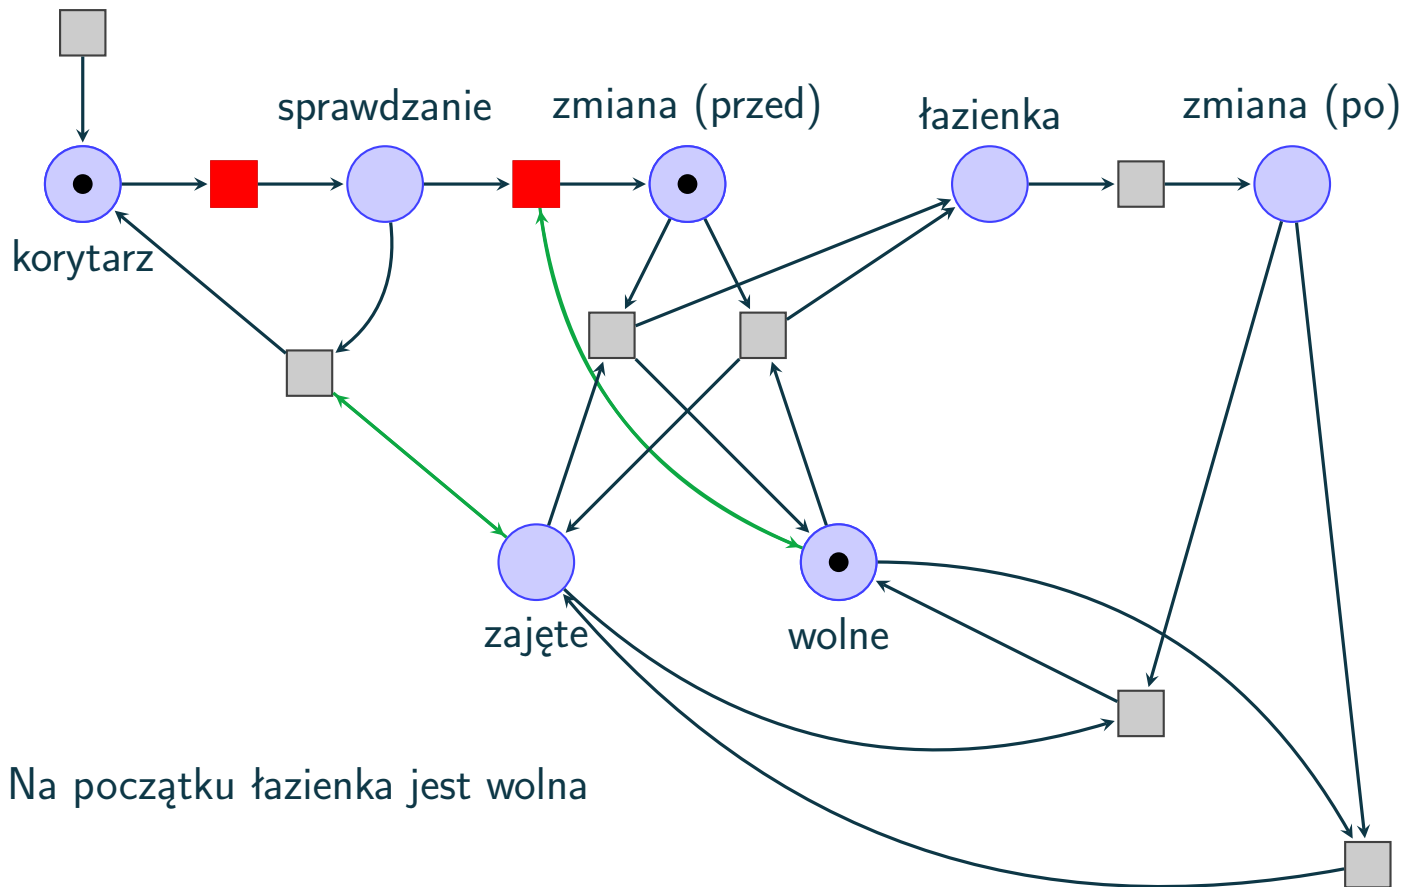 sprawdzanie
zmiana (przed)
łazienka
zmiana (po)
korytarz
zajęte
wolne
Na początku łazienka jest wolna